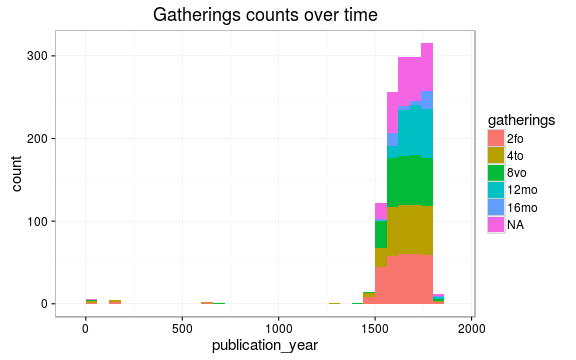 Gatherings counts over time
300
200
100
0
count
0 500 1000 1500 2000
publication_year
gatherings
2fo
4to
8vo
12mo
16mo
NA